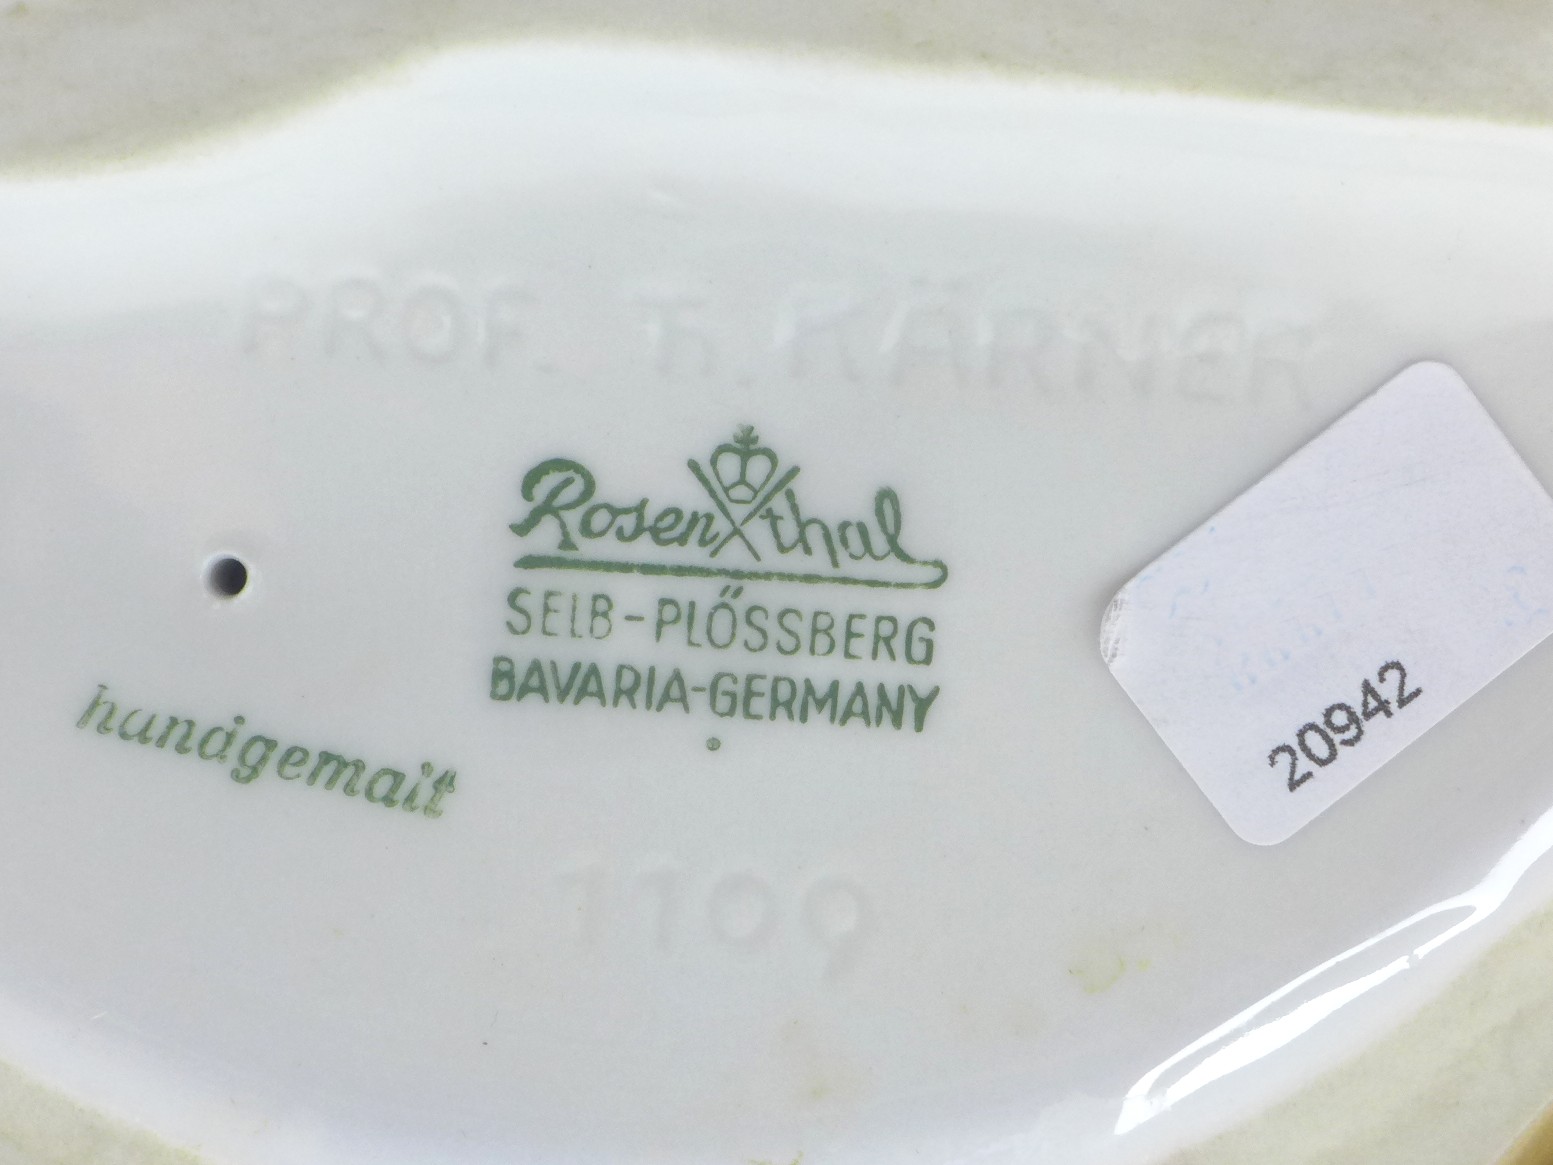 PROF. TH. KÄRNER
Rosenthal
SELB-PLÖSSBERG
BAVARIA-GERMANY
handgemalt
1109
20942